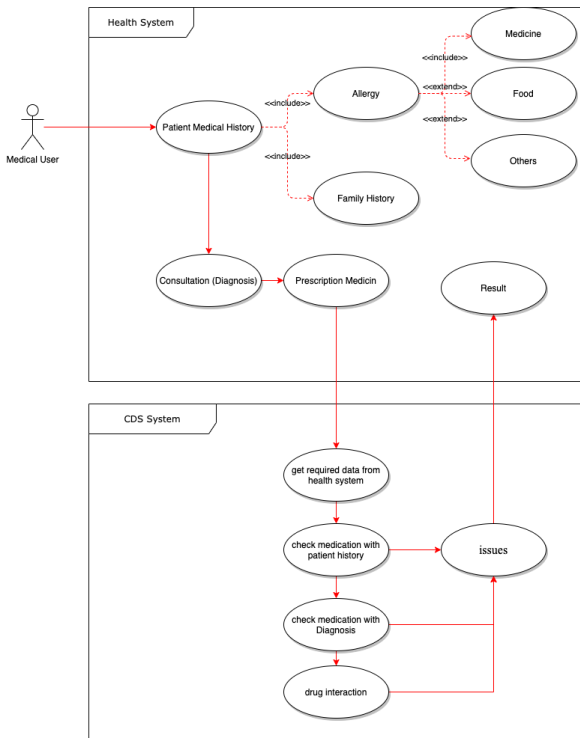 Health System
Medicine
<<include>>
<<include>>
Allergy
<<extend>>
Food
<<extend>>
Patient Medical History
Medical User
<<include>>
Others
Family History
Consultation (Diagnosis)
Prescription Medicin
Result
CDS System
get required data from
health system
check medication with
patient history
issues
check medication with
Diagnosis
drug interaction